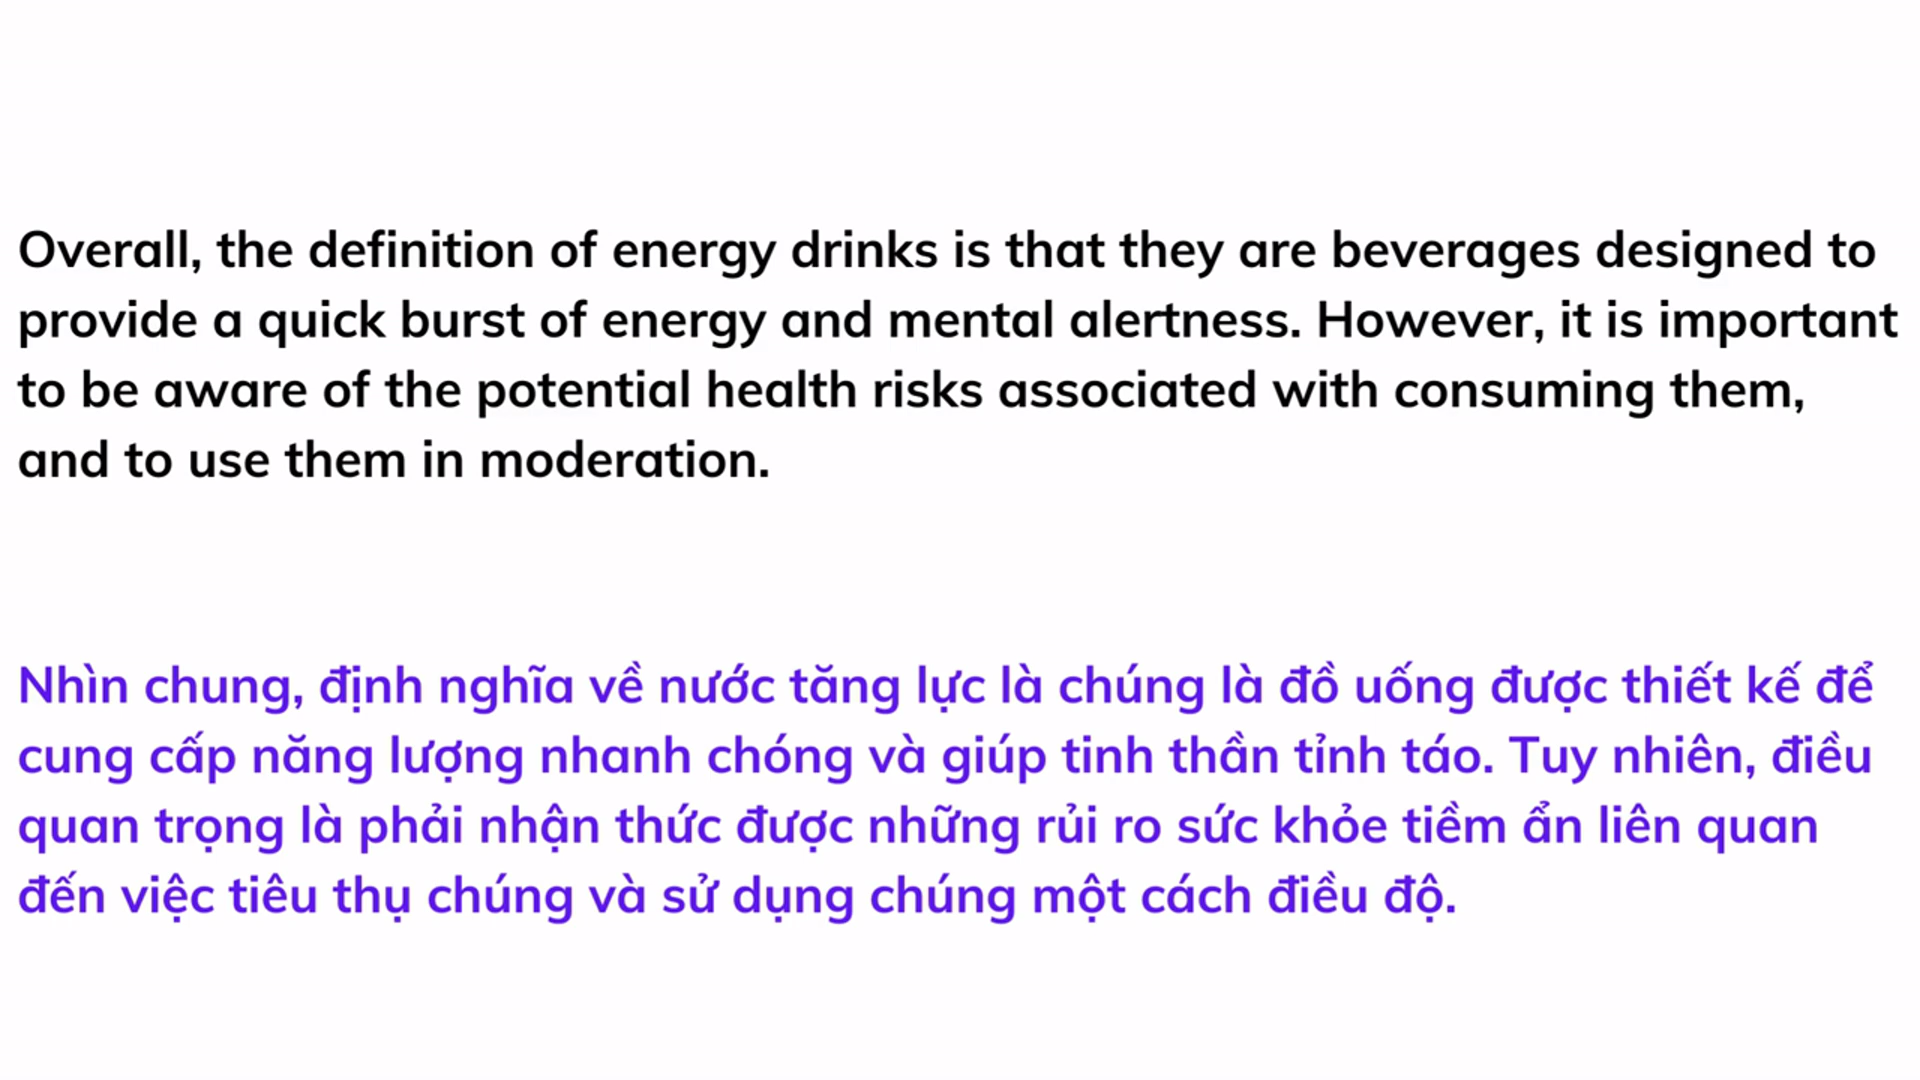 Overall, the definition of energy drinks is that they are beverages designed to
provide a quick burst of energy and mental alertness. However, it is important
to be aware of the potential health risks associated with consuming them,
and to use them in moderation.
Nhìn chung, định nghĩa về nước tăng lực là chúng là đồ uống được thiết kế để
cung cấp năng lượng nhanh chóng và giúp tinh thần tỉnh táo. Tuy nhiên, điều
quan trọng là phải nhận thức được những rủi ro sức khỏe tiềm ẩn liên quan
đến việc tiêu thụ chúng và sử dụng chúng một cách điều độ.